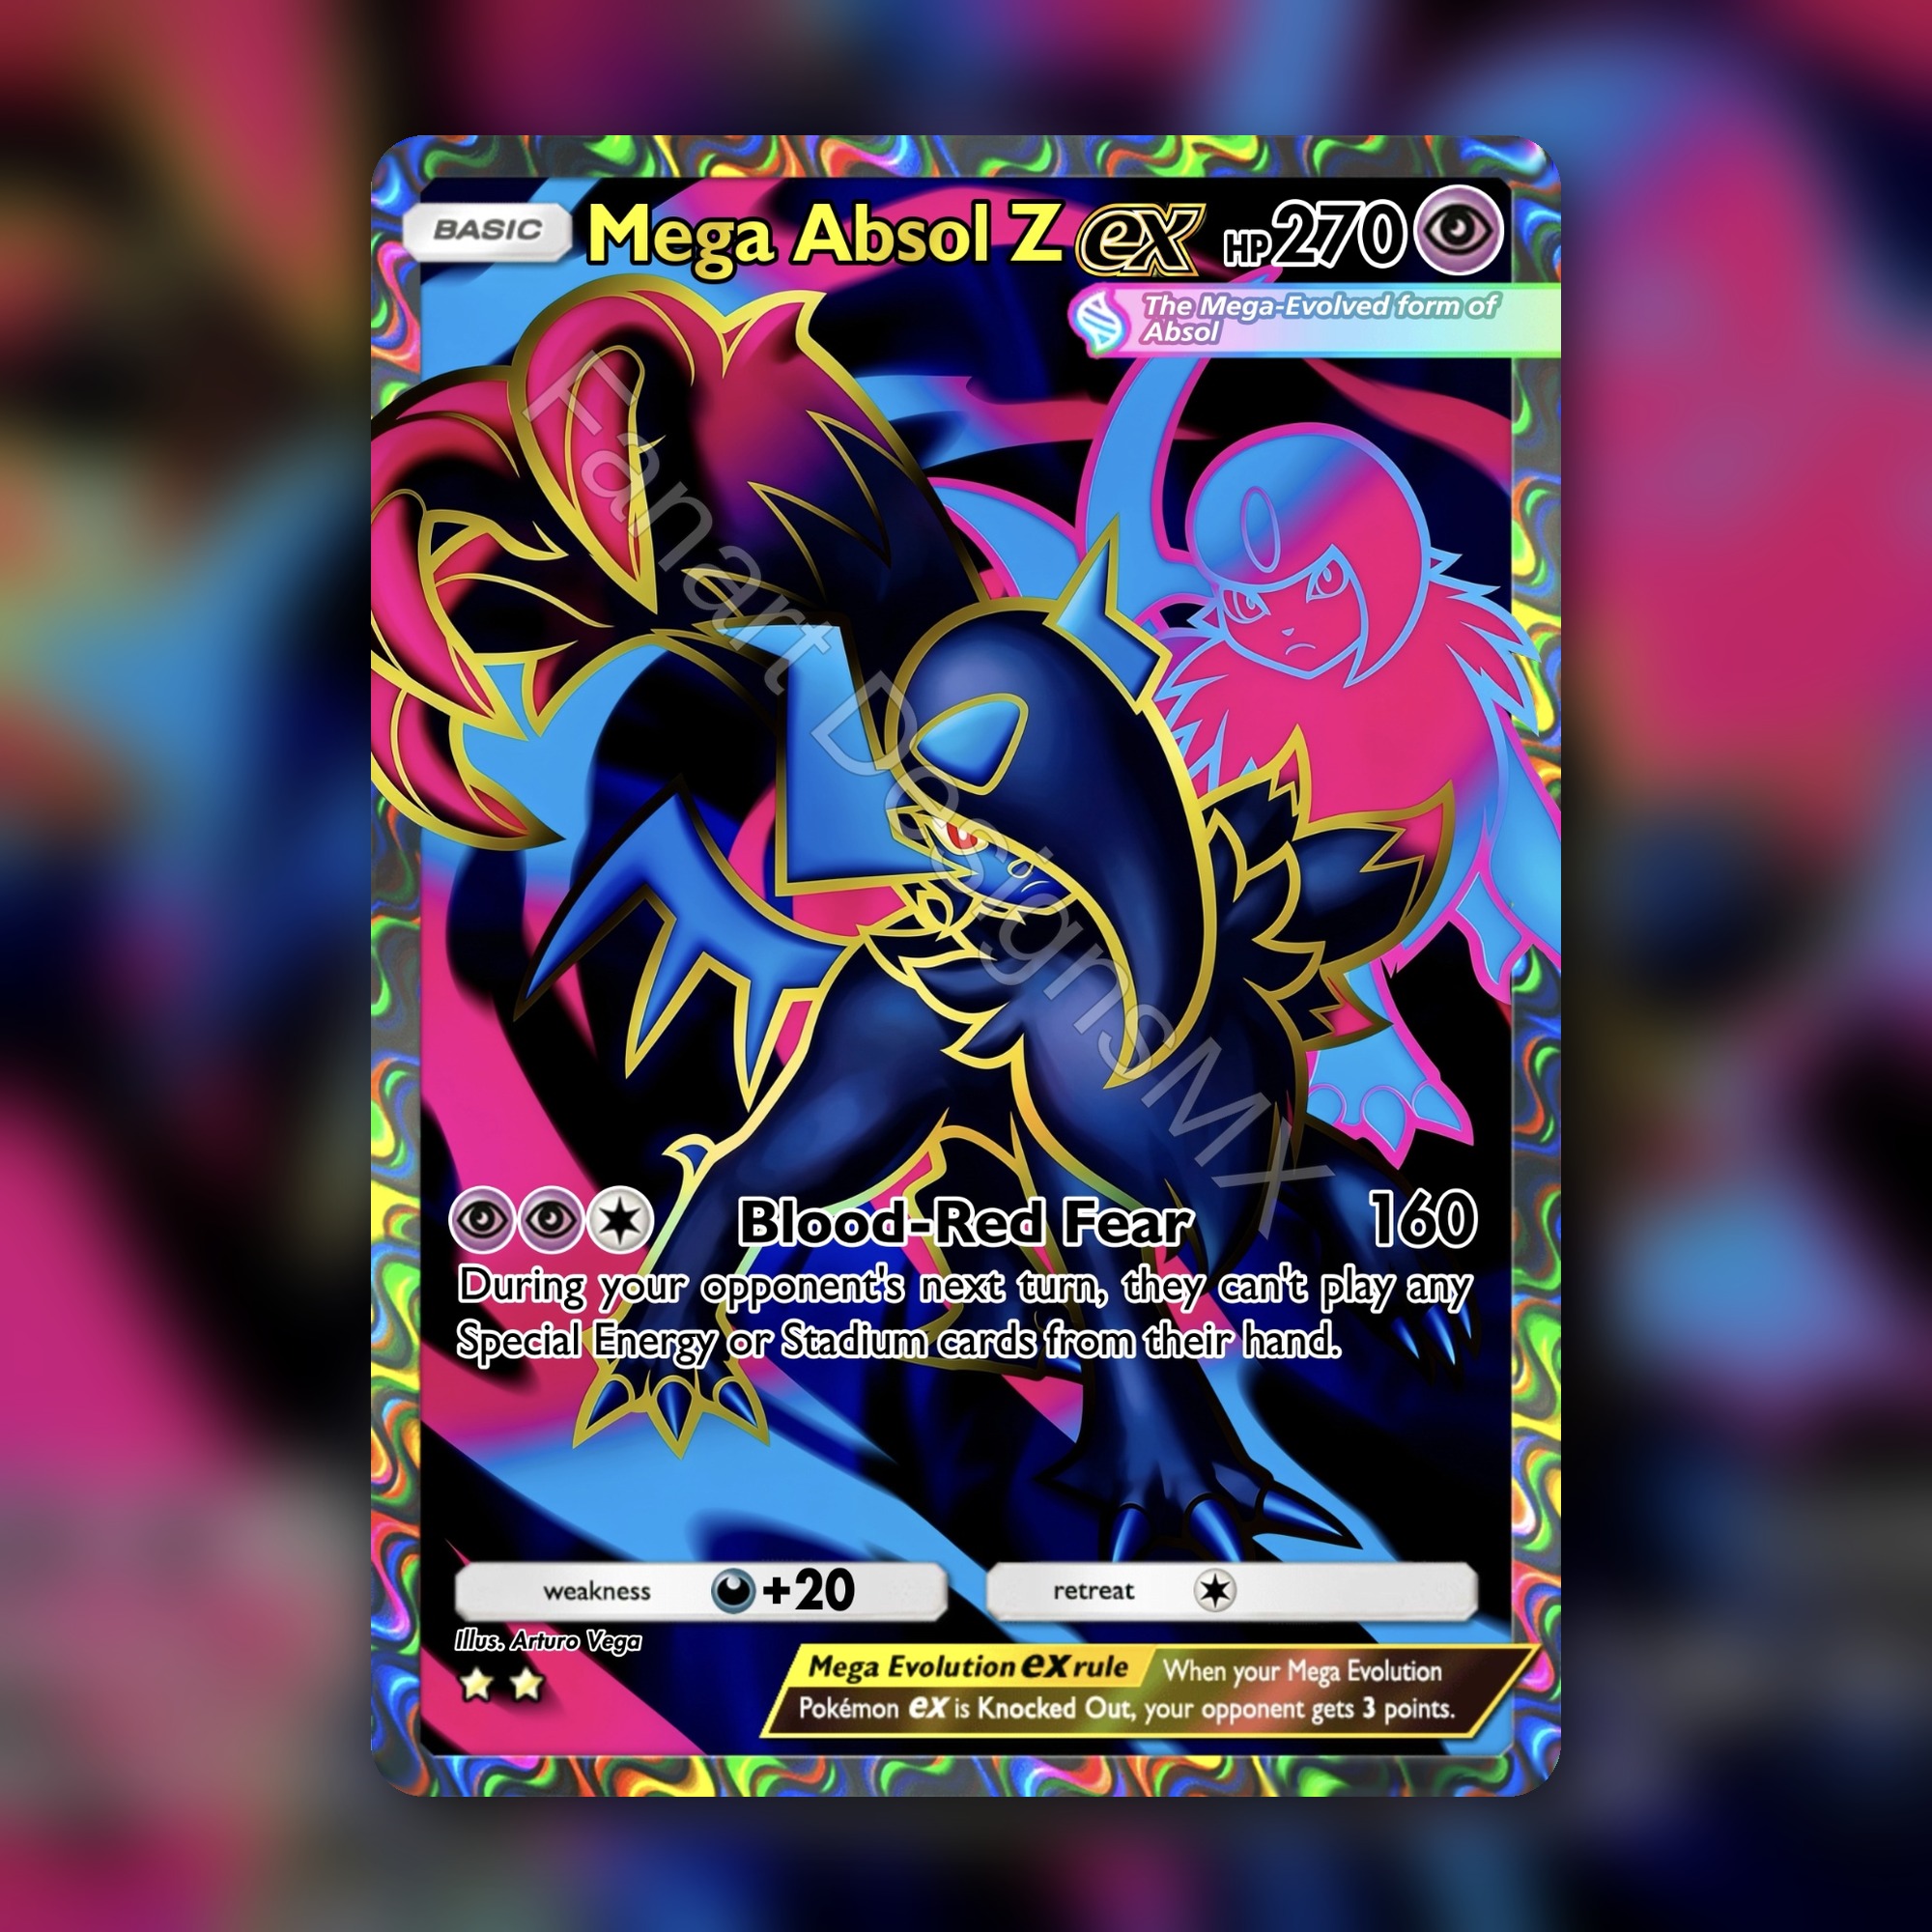 BASIC
Mega Absol Z ex HP 270
The Mega-Evolved form of
Absol
Fanart DesignsMX
Blood-Red Fear 160
During your opponent's next turn, they can't play any
Special Energy or Stadium cards from their hand.
weakness +20 retreat
Illus. Arturo Vega
Mega Evolution ex rule When your Mega Evolution
Pokémon ex is Knocked Out, your opponent gets 3 points.